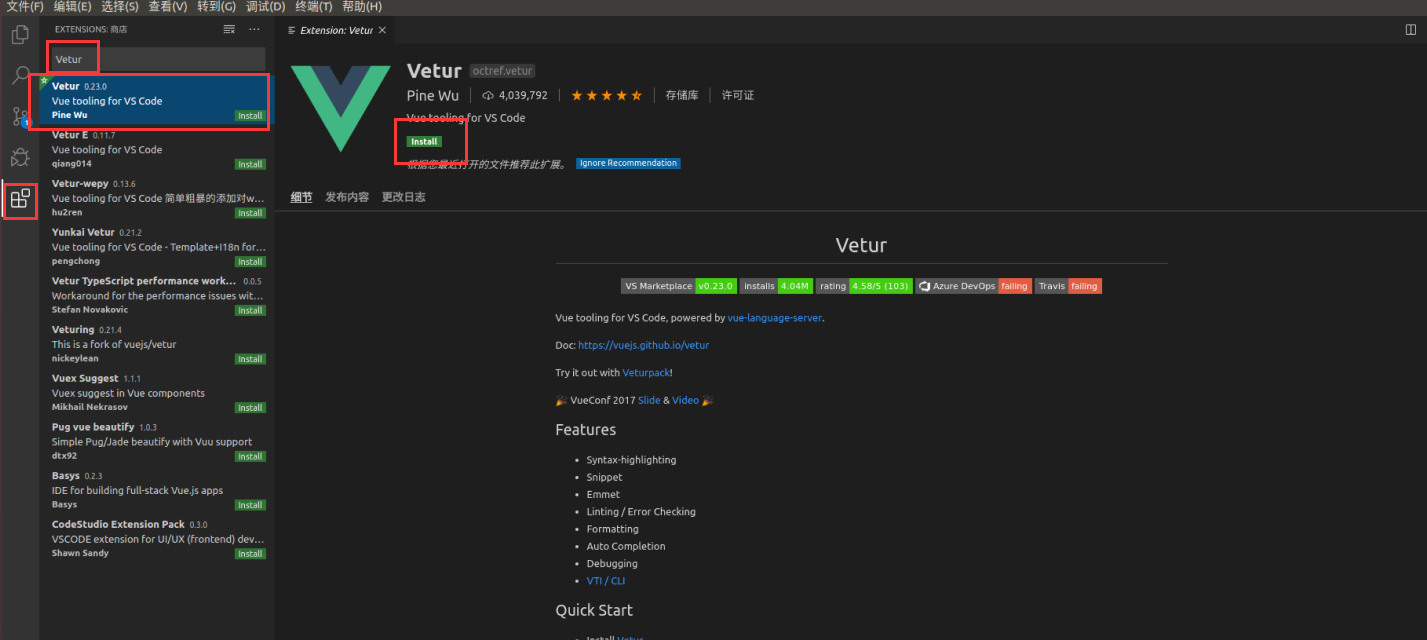 文件(F) 编辑(E) 选择(S) 查看(V) 转到(G) 调试(D) 终端(T) 帮助(H)
EXTENSIONS: 商店
Vetur
Vetur 0.23.0
Vue tooling for VS Code
Pine Wu Install
Vetur E 0.11.7
Vue tooling for VS Code
qiang014 Install
Vetur-wepy 0.13.6
Vue tooling for VS Code 简单粗暴的添加对w...
hu2ren Install
Yunkai Vetur 0.21.2
Vue tooling for VS Code - Template+I18n for...
pengchong Install
Vetur TypeScript performance work... 0.0.5
Workaround for the performance issues wit...
Stefan Novakovic Install
Veturing 0.21.4
This is a fork of vuejs/vetur
nickeylean Install
Vuex Suggest 1.1.1
Vuex suggest in Vue components
Mikhail Nekrasov Install
Pug vue beautify 1.0.3
Simple Pug/Jade beautify with Vuu support
dtx92 Install
Basys 0.2.3
IDE for building full-stack Vue.js apps
Basys Install
CodeStudio Extension Pack 0.3.0
VSCODE extension for UI/UX (frontend) dev...
Shawn Sandy Install
Extension: Vetur
Vetur octref.vetur
Pine Wu 4,039,792 存储库 许可证
Vue tooling for VS Code
Install
根据您最近打开的文件推荐此扩展。 Ignore Recommendation
细节 发布内容 更改日志
Vetur
VS Marketplace v0.23.0 installs 4.04M rating 4.58/5 (103) Azure DevOps failing Travis failing
Vue tooling for VS Code, powered by vue-language-server.
Doc: https://vuejs.github.io/vetur
Try it out with Veturpack!
🎉 VueConf 2017 Slide & Video 🎉
Features
• Syntax-highlighting
• Snippet
• Emmet
• Linting / Error Checking
• Formatting
• Auto Completion
• Debugging
• VTI / CLI
Quick Start
• Install Vetur